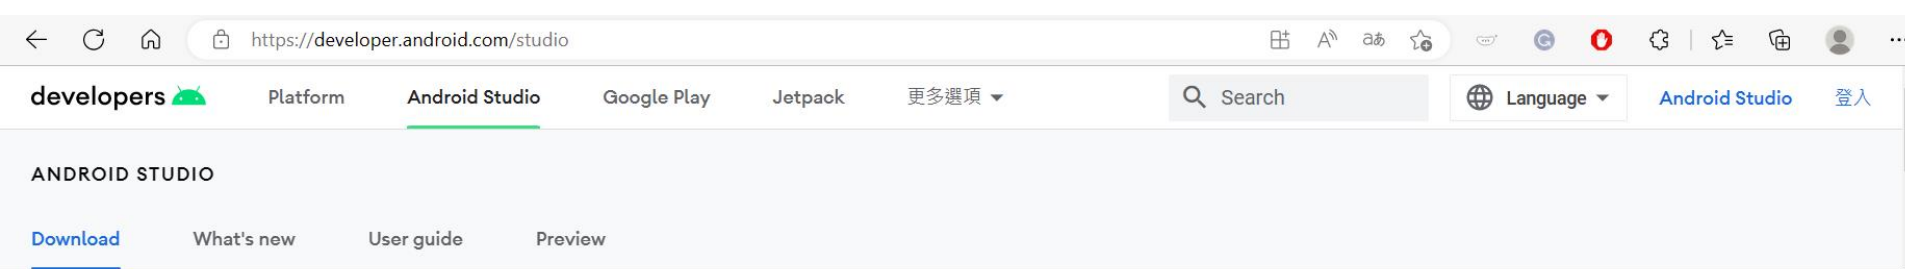 https://developer.android.com/studio
developers Platform Android Studio Google Play Jetpack 更多選項 Search Language Android Studio 登入
ANDROID STUDIO
Download What's new User guide Preview